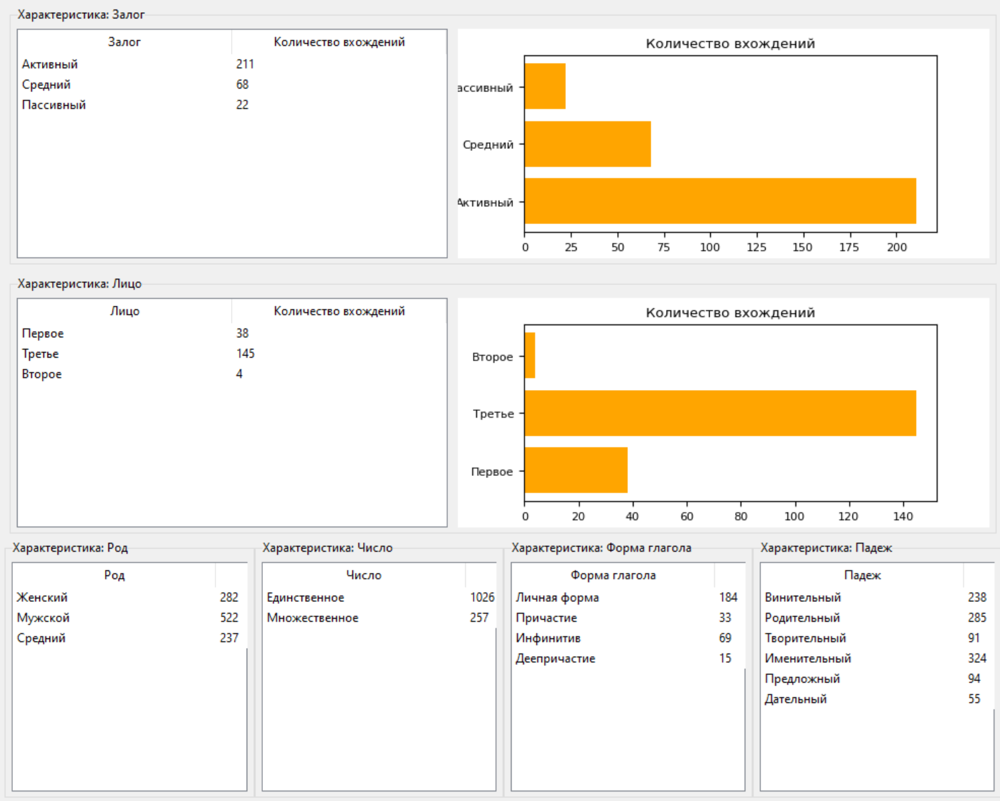 Характеристика: Залог
Залог Количество вхождений
Активный 211
Средний 68
Пассивный 22
Количество вхождений
ассивный
Средний
Активный
0 25 50 75 100 125 150 175 200
Характеристика: Лицо
Лицо Количество вхождений
Первое 38
Третье 145
Второе 4
Количество вхождений
Второе
Третье
Первое
0 20 40 60 80 100 120 140
Характеристика: Род
Род
Женский 282
Мужской 522
Средний 237
Характеристика: Число
Число
Единственное 1026
Множественное 257
Характеристика: Форма глагола
Форма глагола
Личная форма 184
Причастие 33
Инфинитив 69
Деепричастие 15
Характеристика: Падеж
Падеж
Винительный 238
Родительный 285
Творительный 91
Именительный 324
Предложный 94
Дательный 55